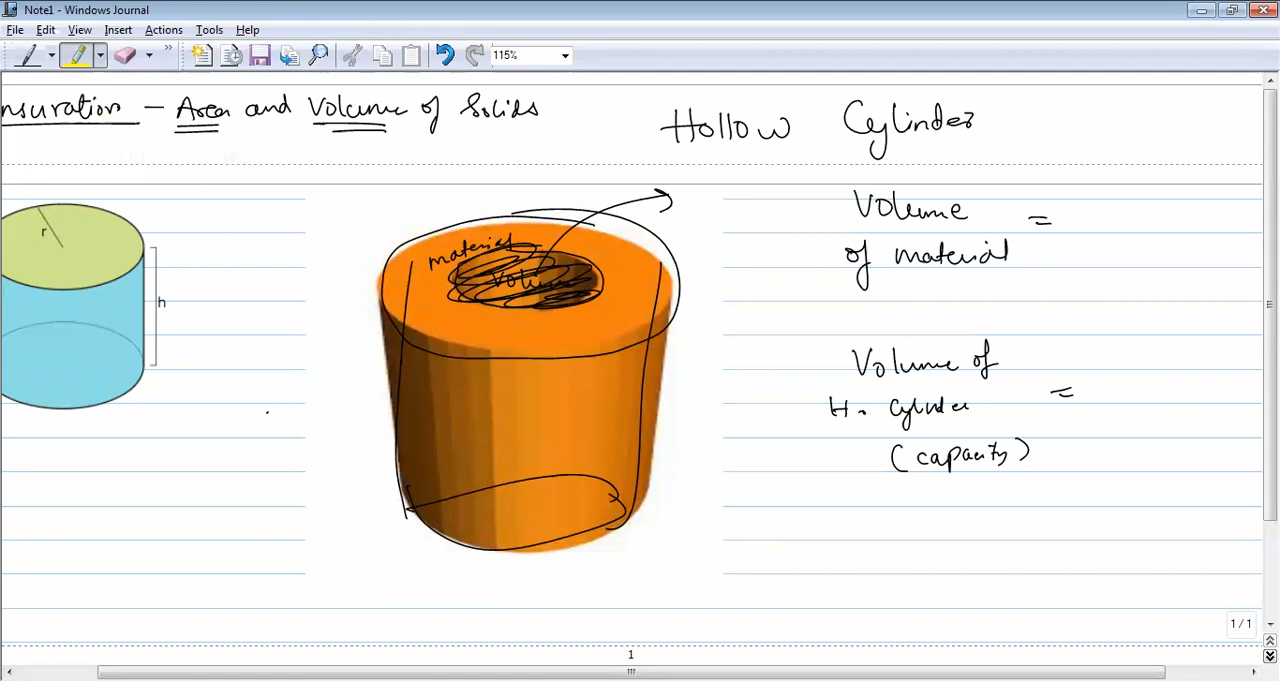 Note1 - Windows Journal
File Edit View Insert Actions Tools Help
115%
nsuration - Area and Volume of Solids
Hollow Cylinder
r
h
material
Volume
Volume =
of material
Volume of
H. Cylinder =
(capacity)
1/1
1